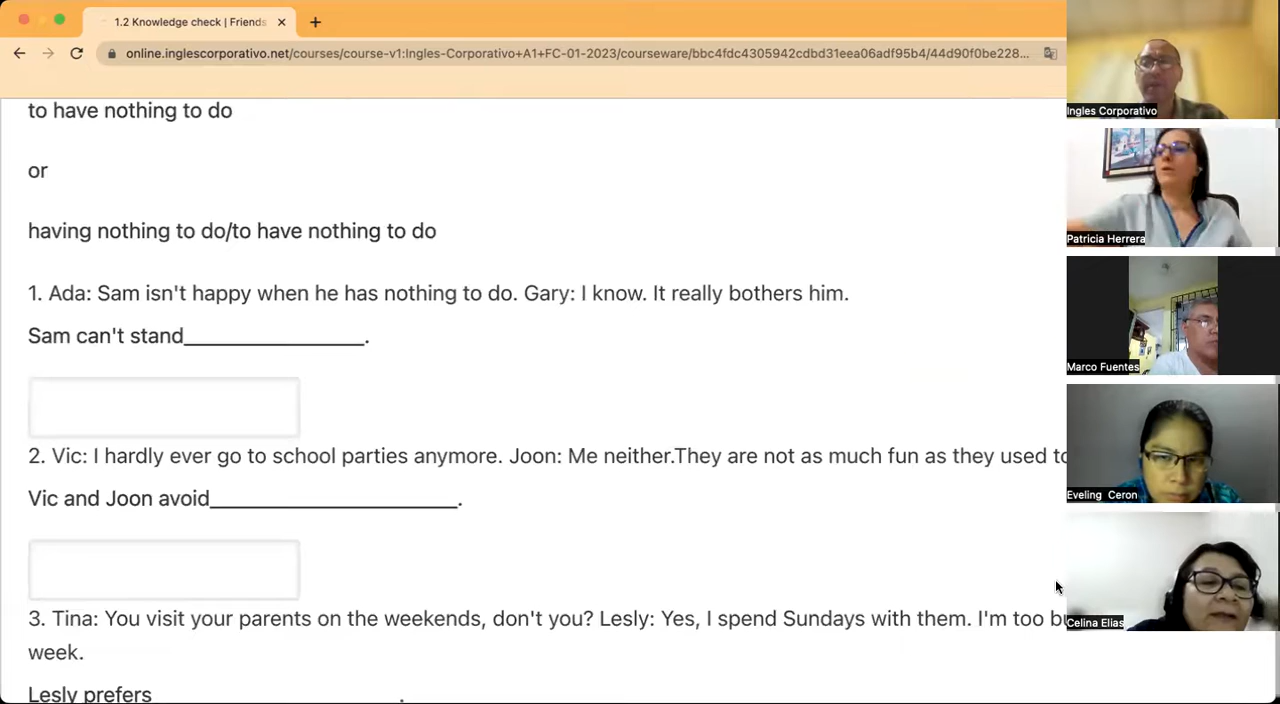 1.2 Knowledge check | Friends
online.inglescorporativo.net/courses/course-v1:Ingles-Corporativo+A1+FC-01-2023/courseware/bbc4fdc4305942cdbd31eea06adf95b4/44d90f0be228...
to have nothing to do
or
having nothing to do/to have nothing to do
1. Ada: Sam isn't happy when he has nothing to do. Gary: I know. It really bothers him.
Sam can't stand_________________.
2. Vic: I hardly ever go to school parties anymore. Joon: Me neither.They are not as much fun as they used to
Vic and Joon avoid_______________________.
3. Tina: You visit your parents on the weekends, don't you? Lesly: Yes, I spend Sundays with them. I'm too
week.
Lesly prefers_______________________.
Ingles Corporativo
Patricia Herrera
Marco Fuentes
Eveling Ceron
Celina Elias